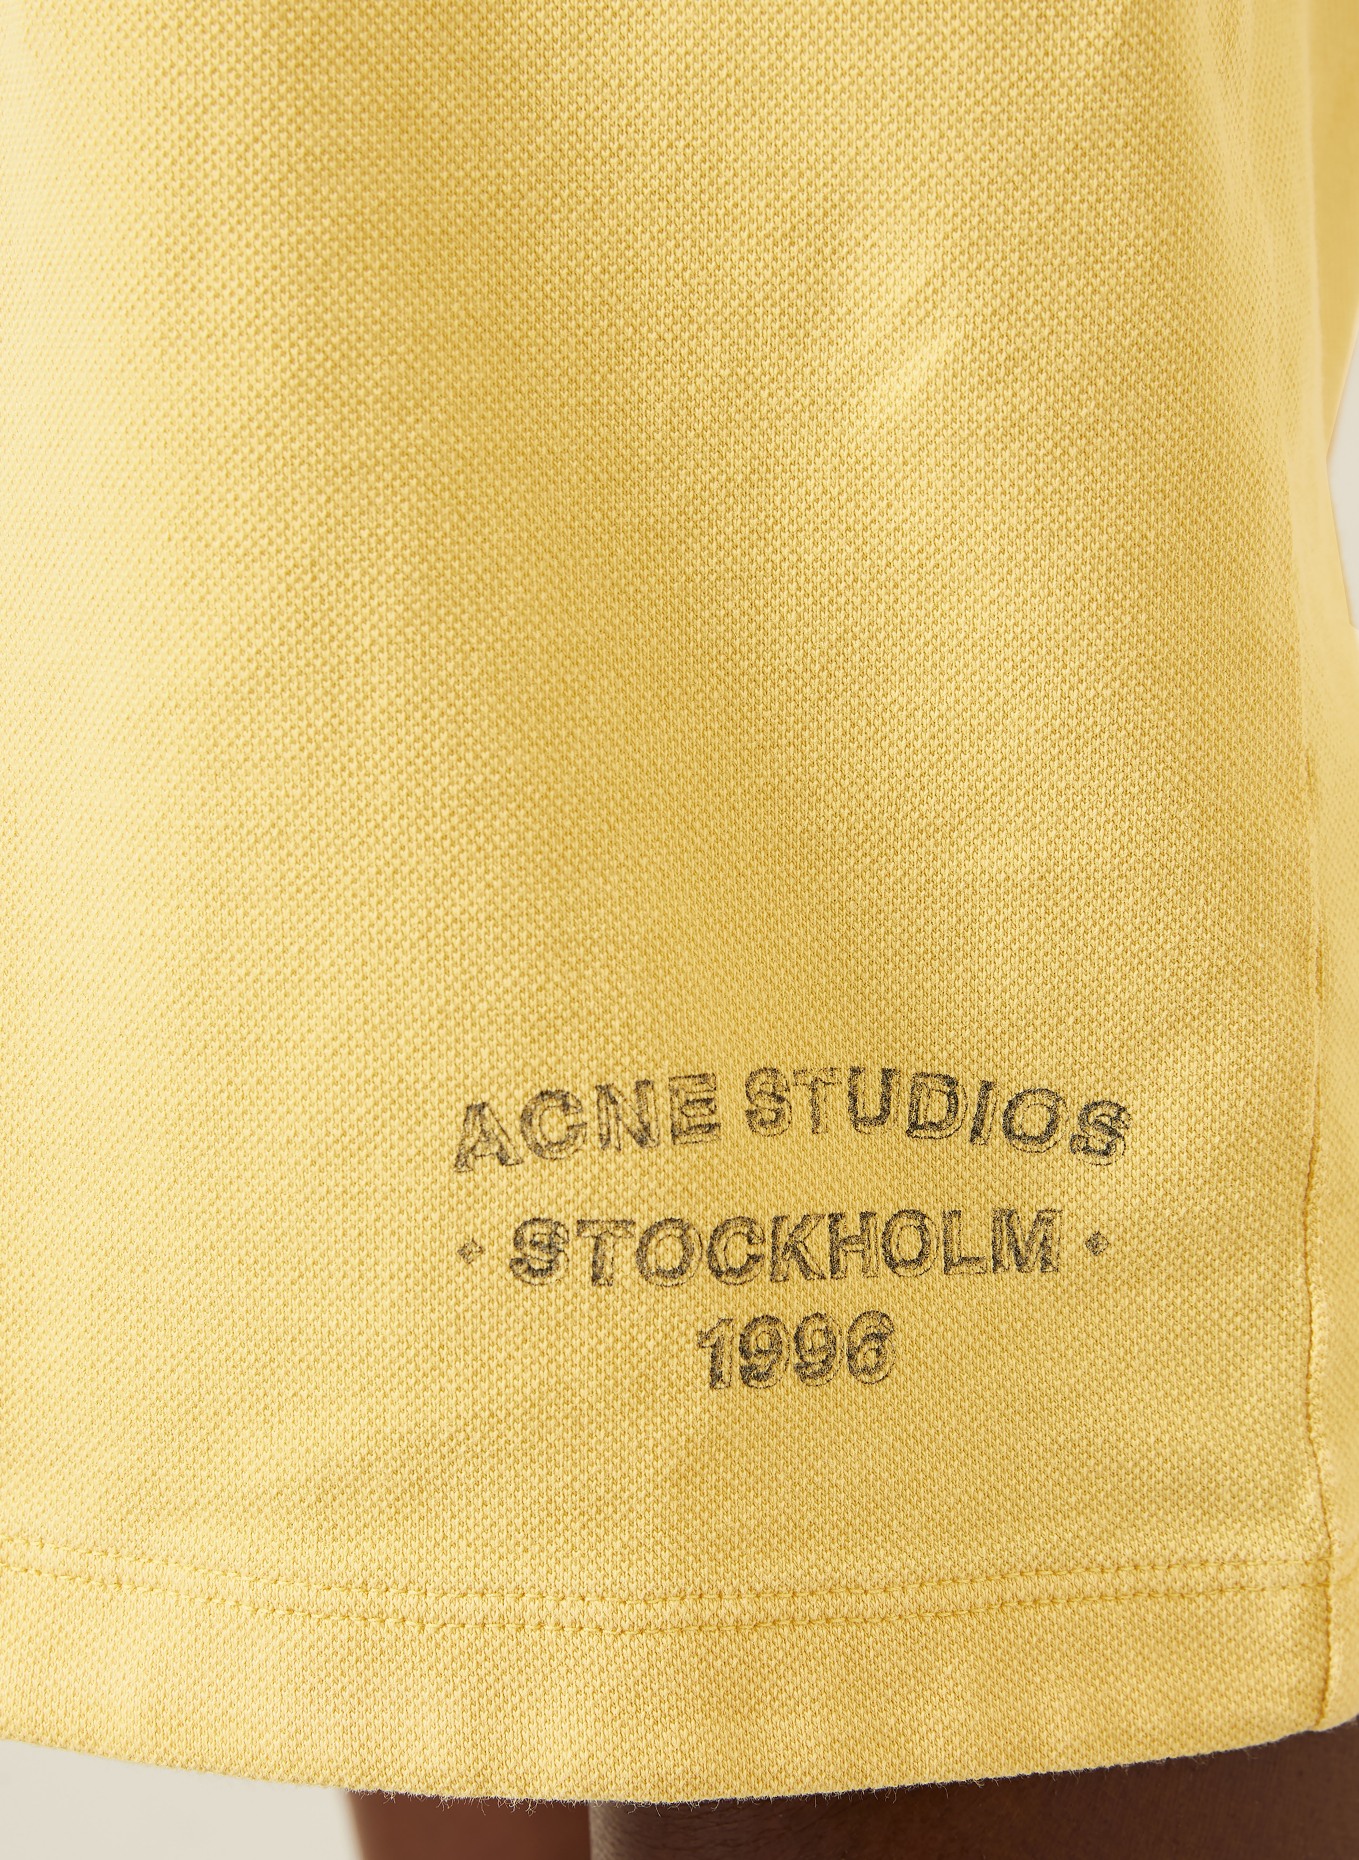 ACNE STUDIOS
• STOCKHOLM •
1996